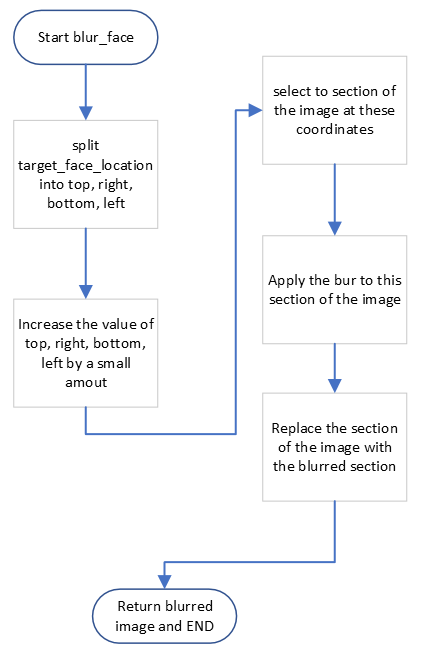 Start blur_face
split
target_face_location
into top, right,
bottom, left
Increase the value of
top, right, bottom,
left by a small
amout
select to section of
the image at these
coordinates
Apply the bur to this
section of the image
Replace the section
of the image with
the blurred section
Return blurred
image and END